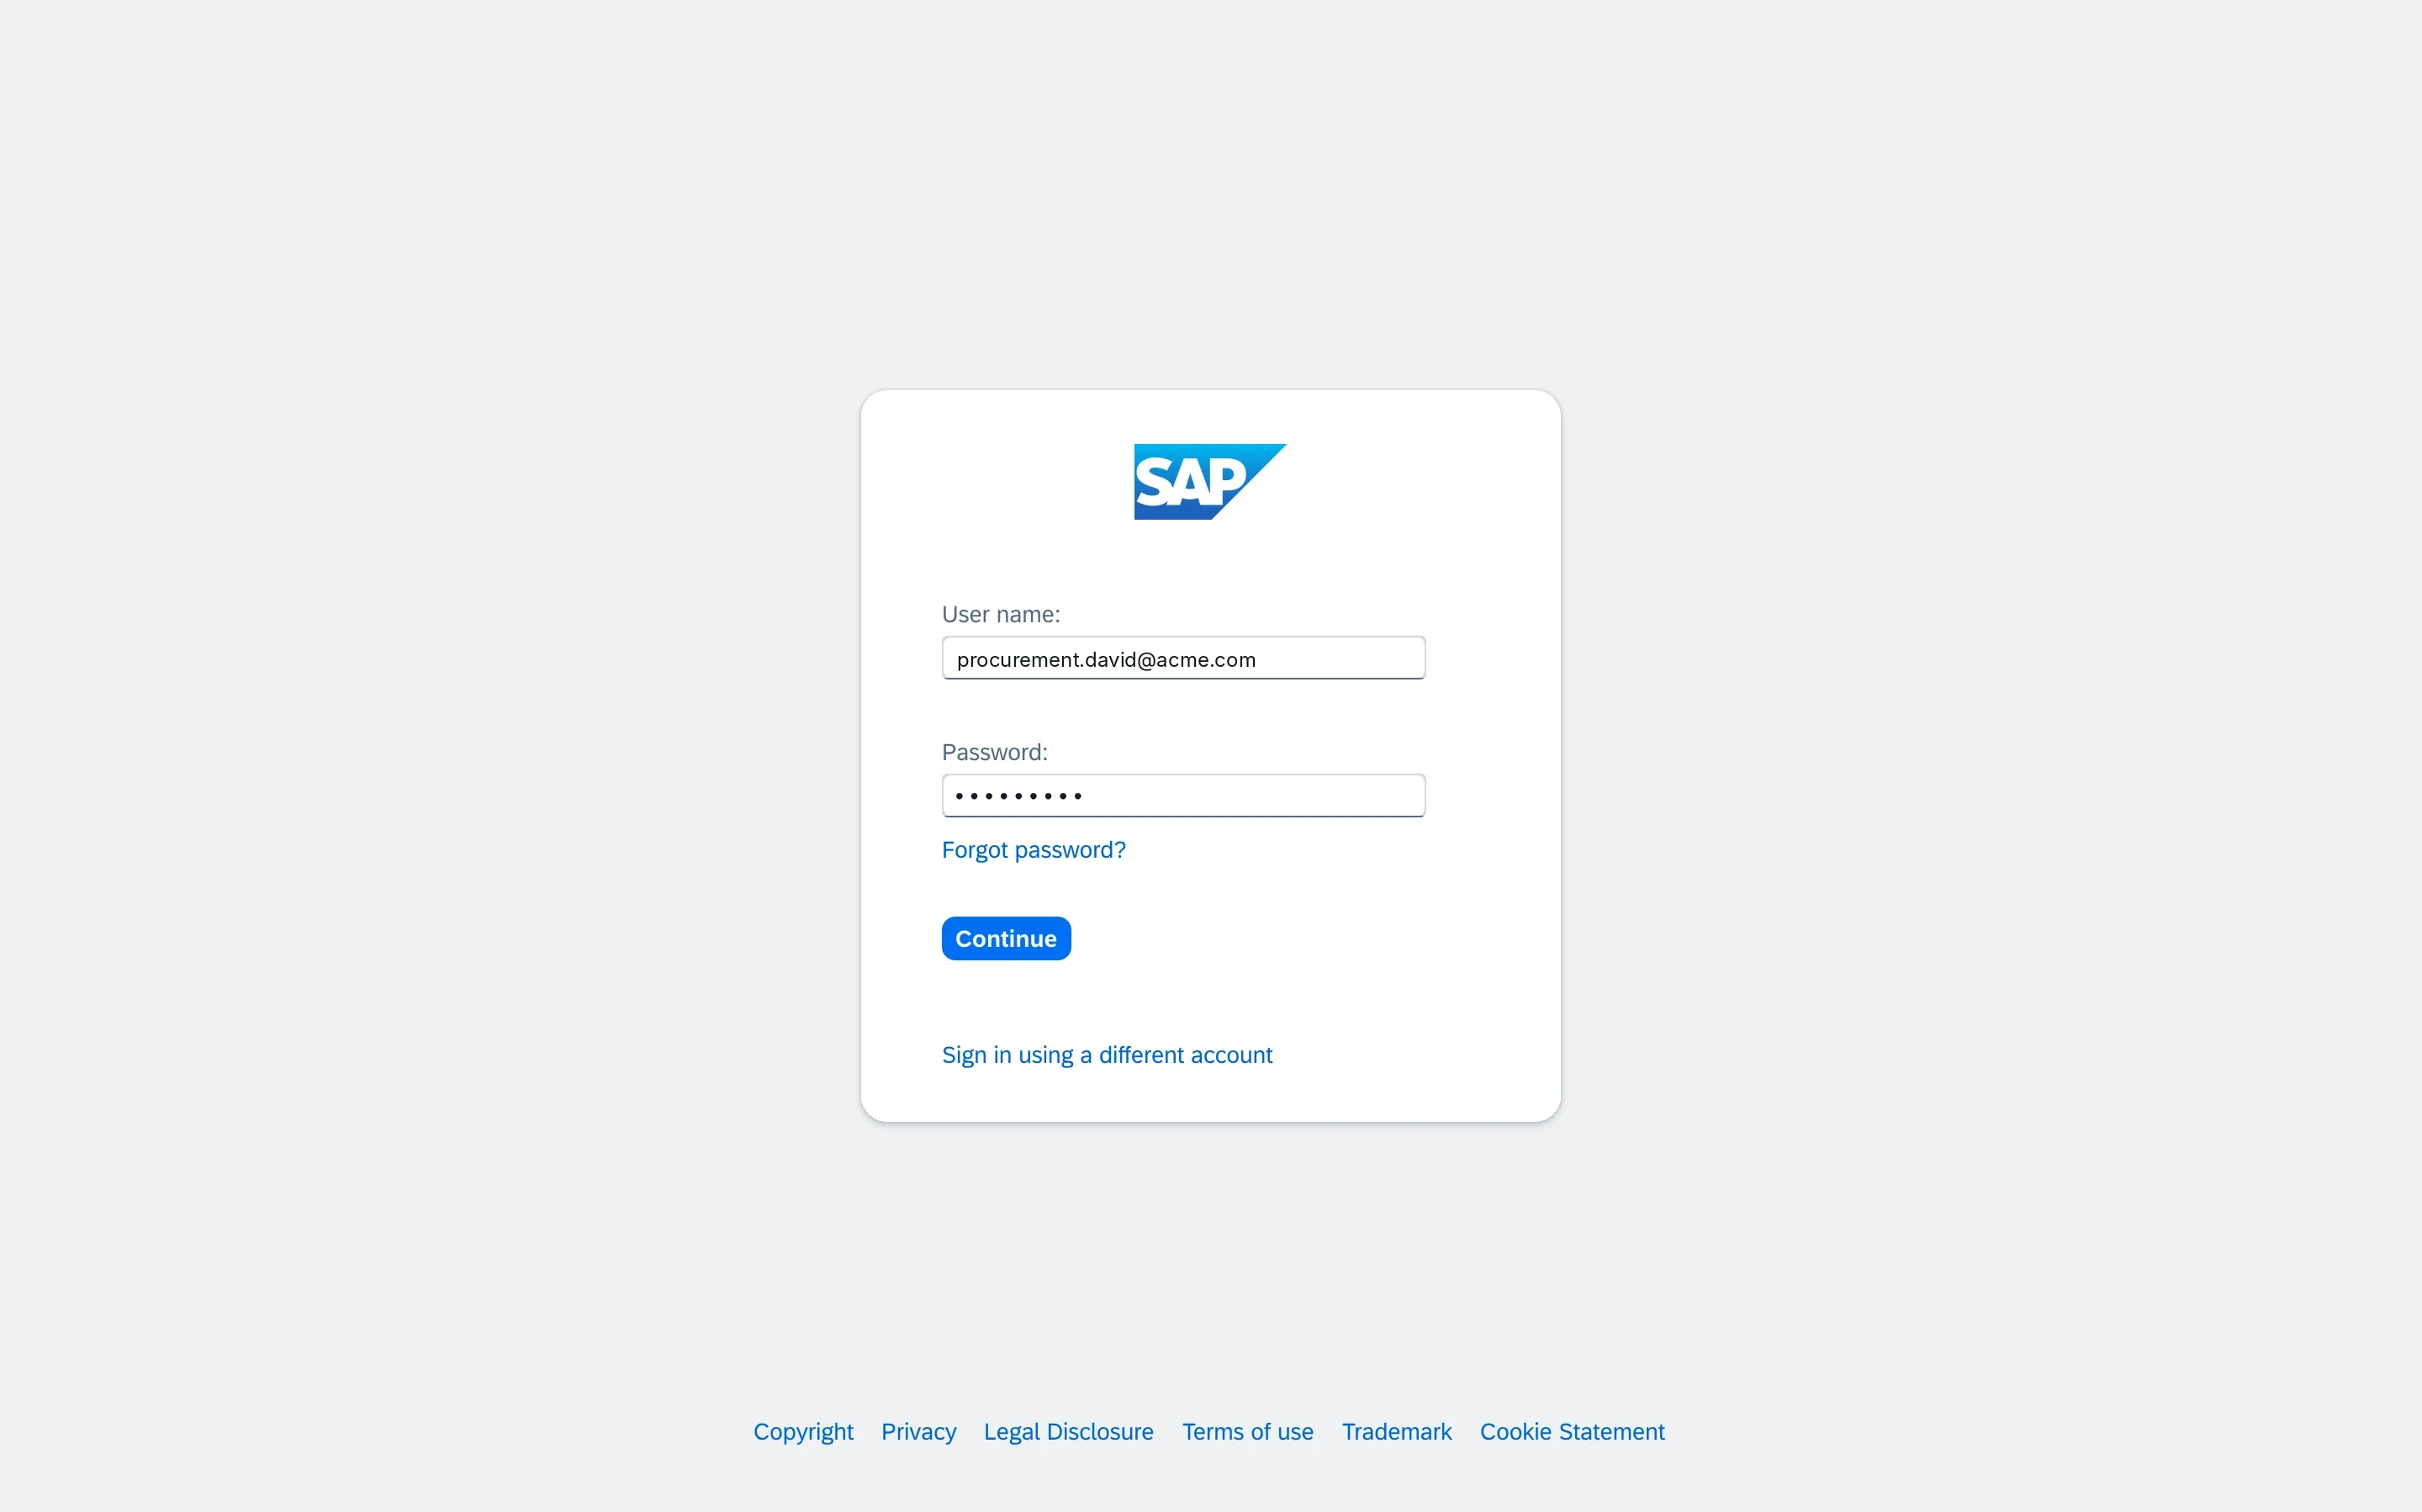 SAP
User name:
procurement.david@acme.com
Password:
•••••••••
Forgot password?
Continue
Sign in using a different account
Copyright Privacy Legal Disclosure Terms of use Trademark Cookie Statement